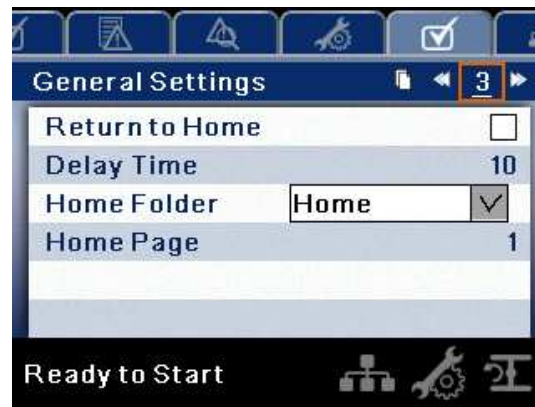 General Settings 3
Return to Home
Delay Time 10
Home Folder Home
Home Page 1
Ready to Start